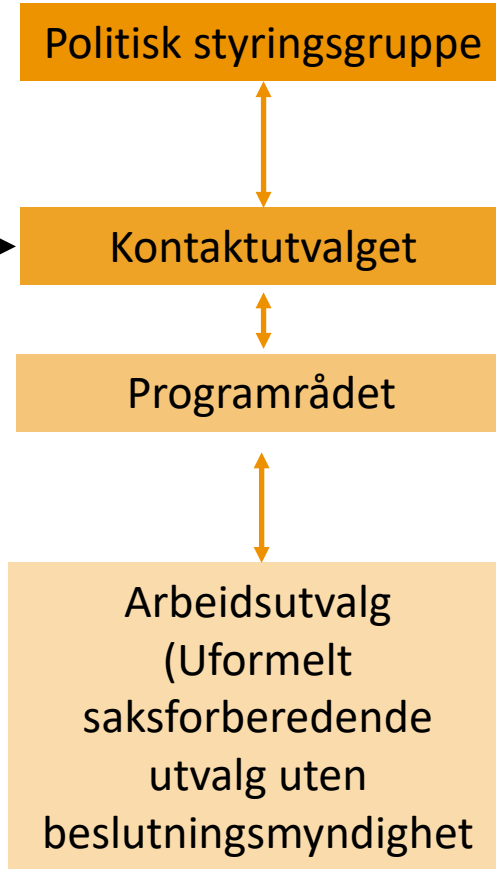 Politisk styringsgruppe
Kontaktutvalget
Programrådet
Arbeidsutvalg
(Uformelt
saksforberedende
utvalg uten
beslutningsmyndighet